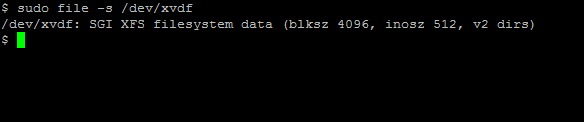 $ sudo file -s /dev/xvdf
/dev/xvdf: SGI XFS filesystem data (blksz 4096, inosz 512, v2 dirs)
$